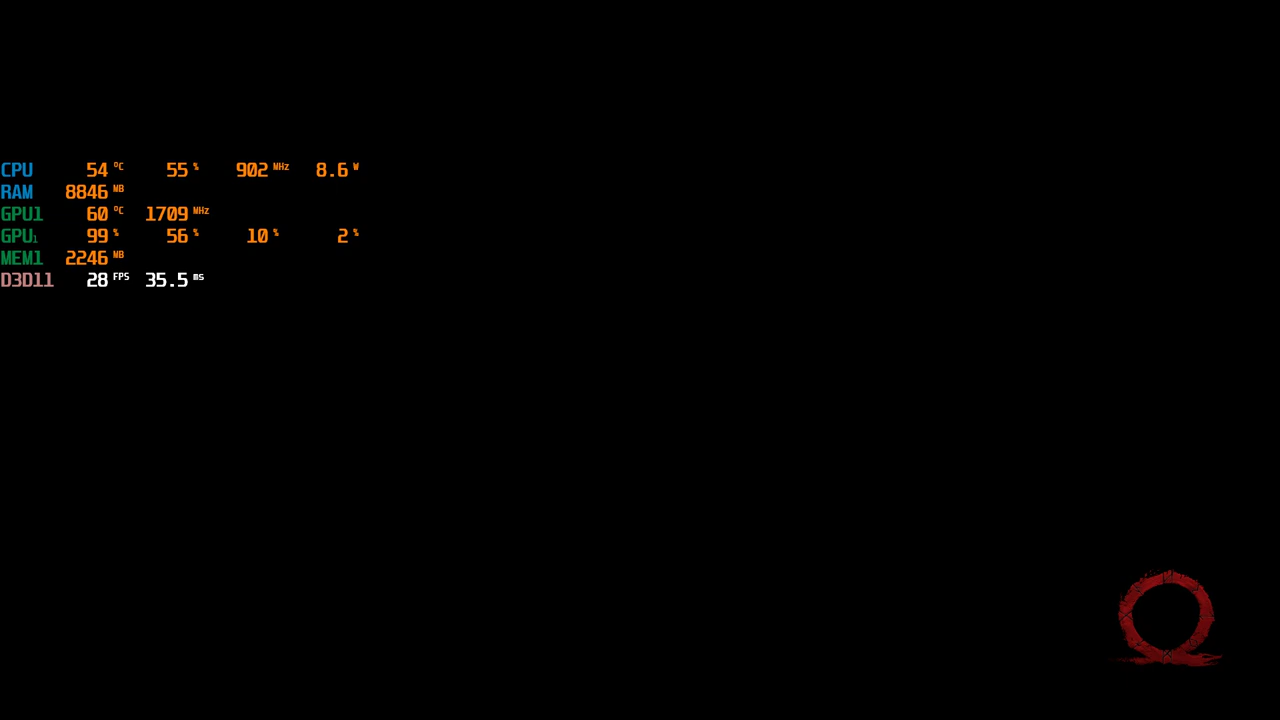 CPU 54 °C 55 % 902 MHz 8.6 W
RAM 8846 MB
GPU1 60 °C 1709 MHz
GPU1 99 % 56 % 10 % 2 %
MEM1 2246 MB
D3D11 28 FPS 35.5 ms